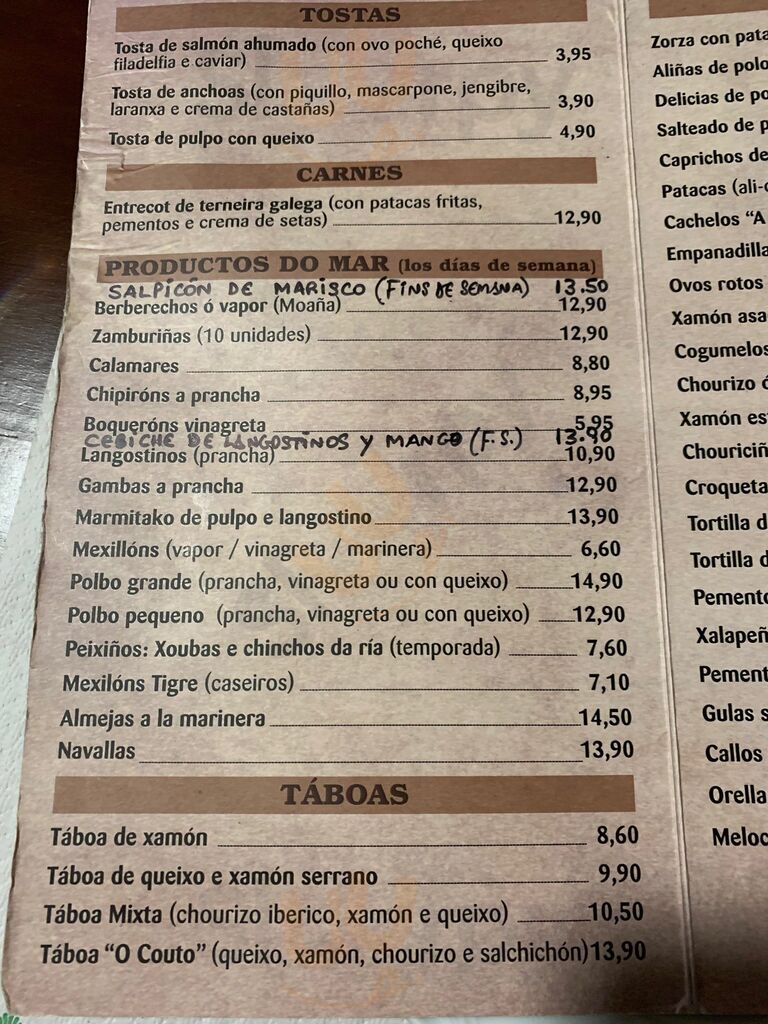 TOSTAS
Tosta de salmón ahumado (con ovo poché, queixo
filadelfia e caviar) 3,95
Tosta de anchoas (con piquillo, mascarpone, jengibre,
laranxa e crema de castañas) 3,90
Tosta de pulpo con queixo 4,90
CARNES
Entrecot de terneira galega (con patacas fritas,
pementos e crema de setas) 12,90
PRODUCTOS DO MAR (los días de semana)
SALPICÓN DE MARISCO (FINS DE SEMANA) 13.50
Berberechos ó vapor (Moaña) 12,90
Zamburiñas (10 unidades) 12,90
Calamares 8,80
Chipiróns a prancha 8,95
Boqueróns vinagreta 5,95
CEBICHE DE LANGOSTINOS Y MANGO (F.S.) 13.90
Langostinos (prancha) 10,90
Gambas a prancha 12,90
Marmitako de pulpo e langostino 13,90
Mexillóns (vapor / vinagreta / marinera) 6,60
Polbo grande (prancha, vinagreta ou con queixo) 14,90
Polbo pequeno (prancha, vinagreta ou con queixo) 12,90
Peixiños: Xoubas e chinchos da ría (temporada) 7,60
Mexilóns Tigre (caseiros) 7,10
Almejas a la marinera 14,50
Navallas 13,90
TÁBOAS
Táboa de xamón 8,60
Táboa de queixo e xamón serrano 9,90
Táboa Mixta (chourizo iberico, xamón e queixo) 10,50
Táboa "O Couto" (queixo, xamón, chourizo e salchichón) 13,90
Zorza con pata
Aliñas de polo
Delicias de po
Salteado de p
Caprichos de
Patacas (ali-o
Cachelos "A
Empanadilla
Ovos rotos
Xamón asa
Cogumelos
Chourizo ó
Xamón es
Chouriciñ
Croqueta
Tortilla d
Tortilla d
Pemento
Xalapeñ
Pement
Gulas s
Callos
Orella
Meloc